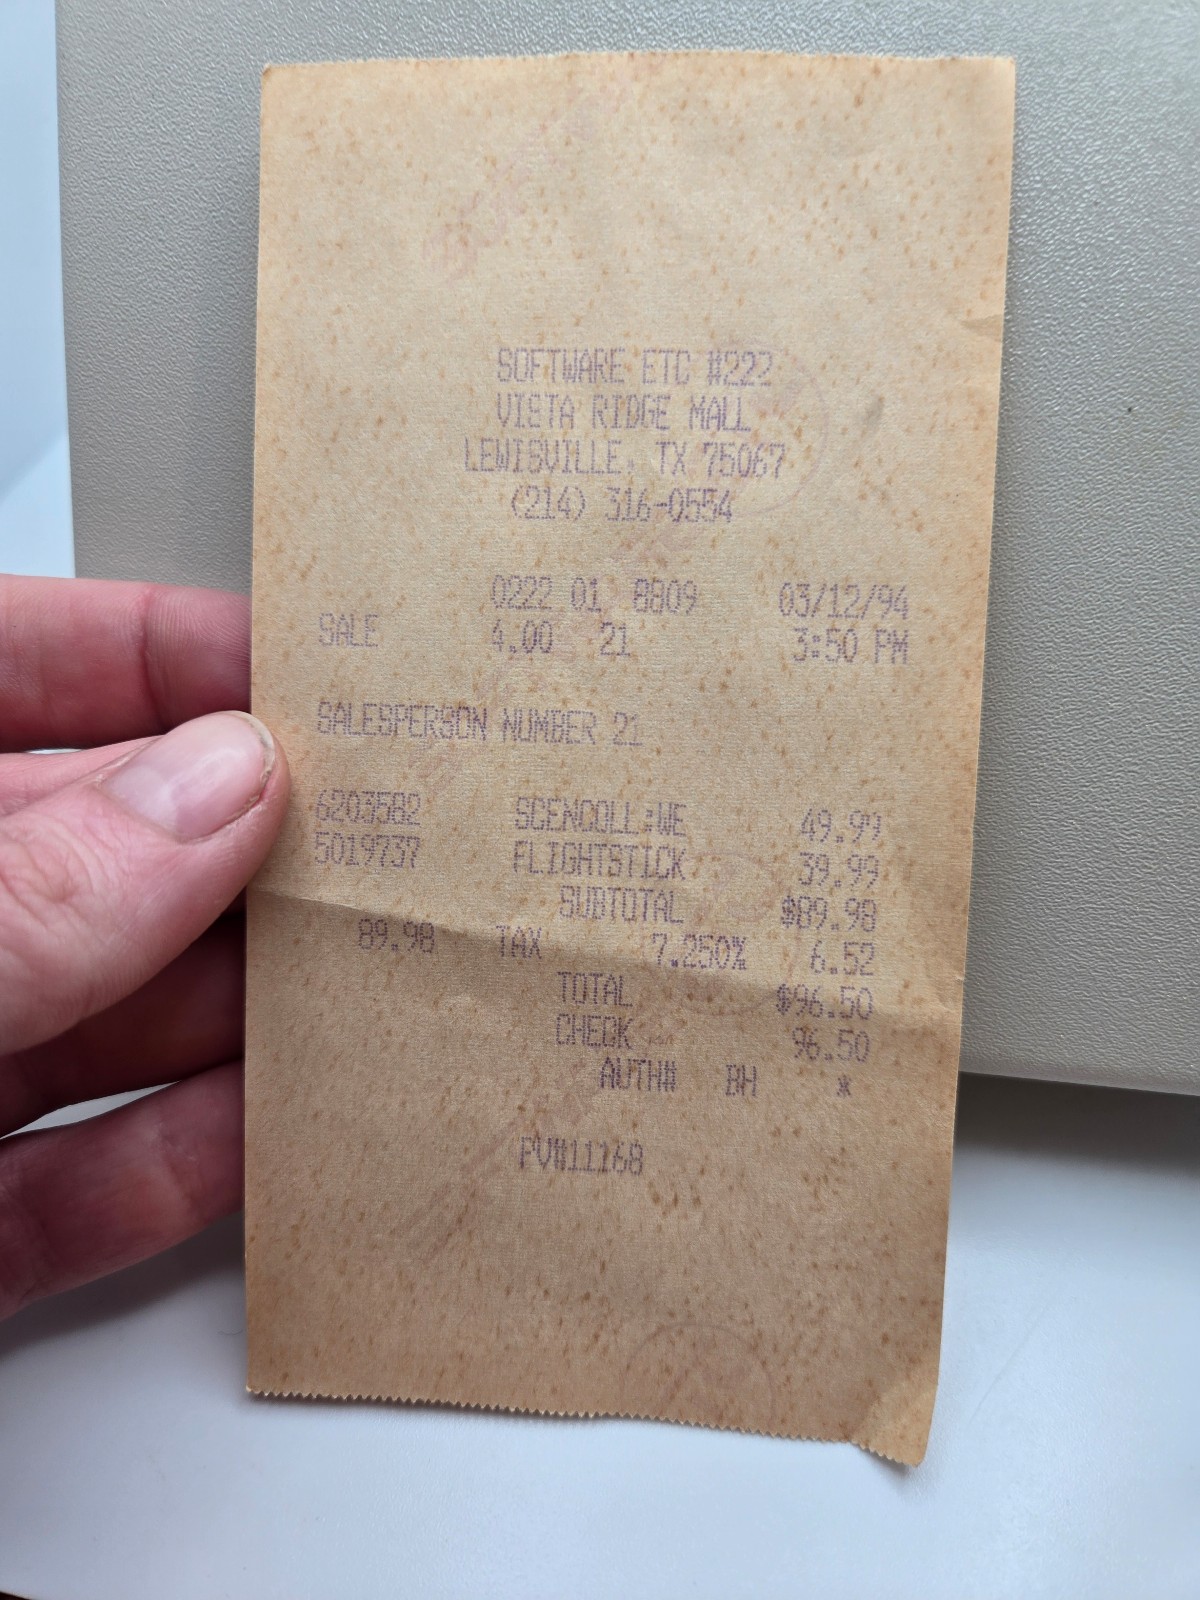 SOFTWARE ETC #222
VISTA RIDGE MALL
LEWISVILLE, TX 75067
(214) 316-0554
0222 01 8809 03/12/94
SALE 4.00 21 3:50 PM
SALESPERSON NUMBER 21
6203582 SCENCOLL:WE 49.99
5019737 FLIGHTSTICK 39.99
SUBTOTAL $89.98
89.98 TAX 7.250% 6.52
TOTAL $96.50
CHECK 96.50
AUTH# BH *
PV#11168